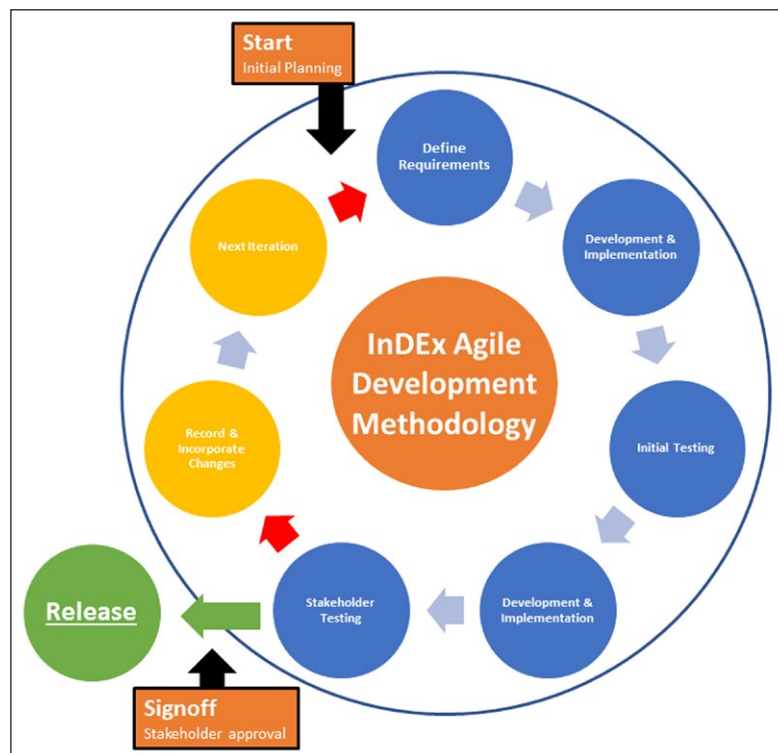 Start
Initial Planning
Define
Requirements
Development &
Implementation
Initial Testing
Development &
Implementation
Stakeholder
Testing
Record &
Incorporate
Changes
Next Iteration
InDEx Agile
Development
Methodology
Release
Signoff
Stakeholder approval